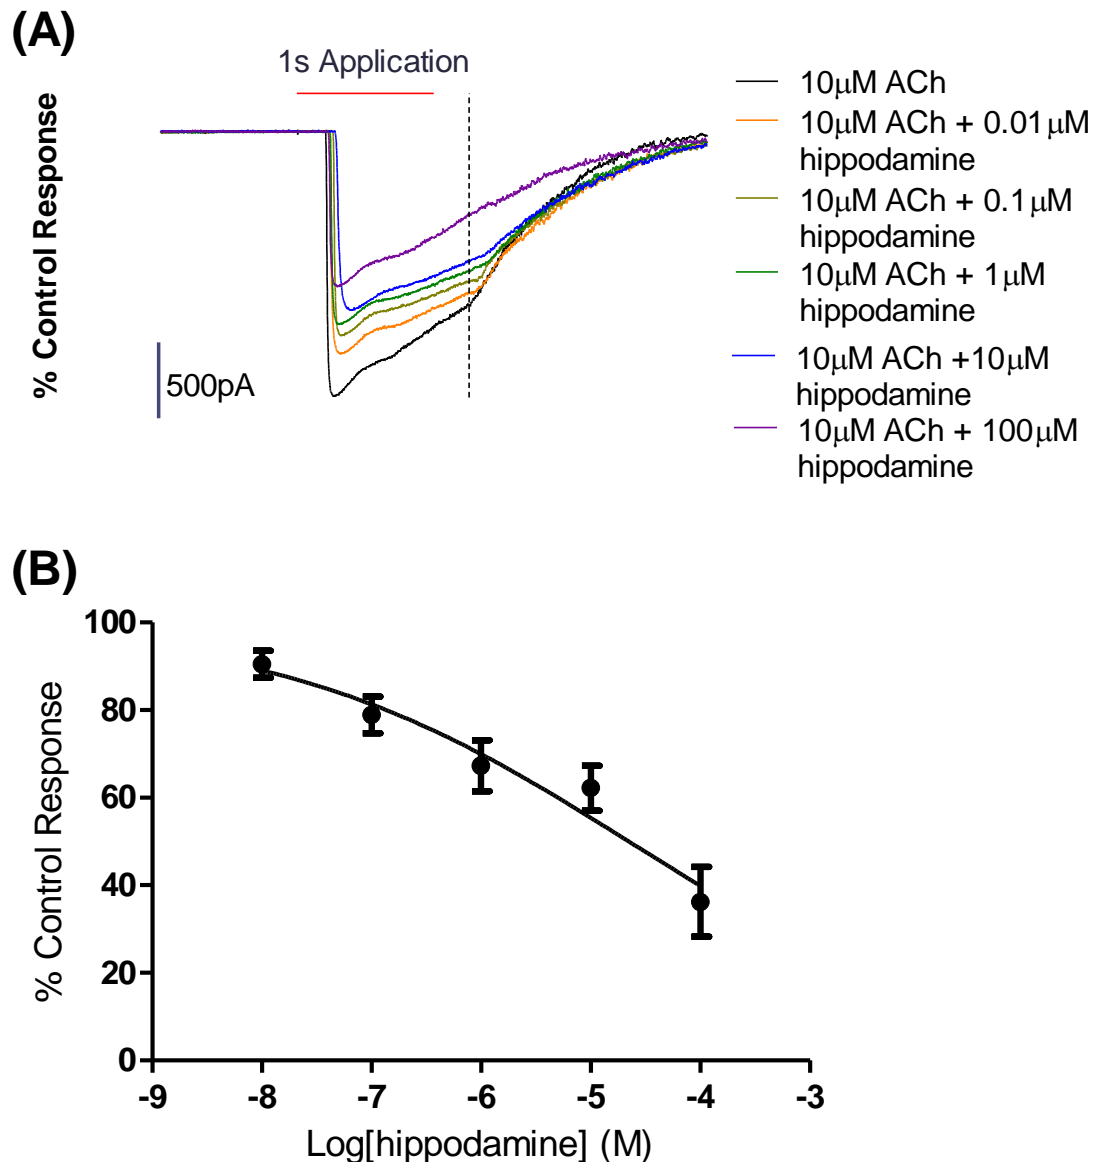 (A)
1s Application
% Control Response
500pA
10μM ACh
10μM ACh + 0.01μM
hippodamine
10μM ACh + 0.1μM
hippodamine
10μM ACh + 1μM
hippodamine
10μM ACh +10μM
hippodamine
10μM ACh + 100μM
hippodamine
(B)
% Control Response
100
80
60
40
20
0
-9 -8 -7 -6 -5 -4 -3
Log[hippodamine] (M)